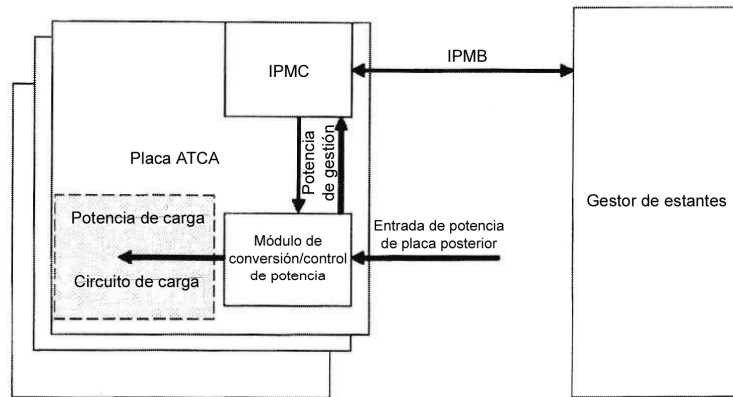 IPMC
IPMB
Placa ATCA
Potencia
de gestión
Gestor de estantes
Potencia de carga
Circuito de carga
Módulo de
conversión/control
de potencia
Entrada de potencia
de placa posterior